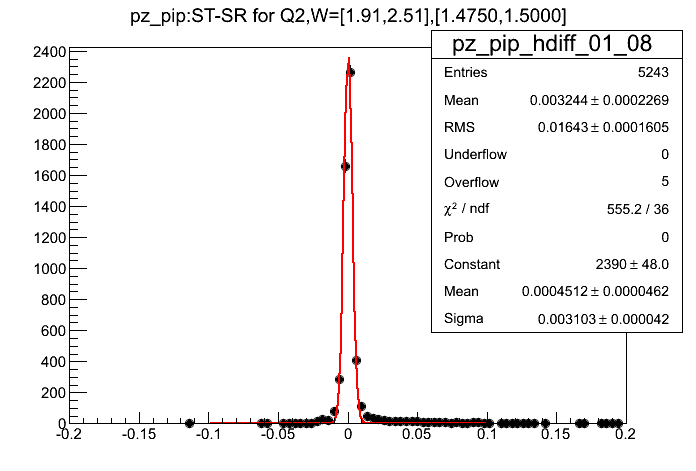 pz_pip:ST-SR for Q2,W=[1.91,2.51],[1.4750,1.5000]
pz_pip_hdiff_01_08
Entries 5243
Mean 0.003244 ± 0.0002269
RMS 0.01643 ± 0.0001605
Underflow 0
Overflow 5
χ² / ndf 555.2 / 36
Prob 0
Constant 2390 ± 48.0
Mean 0.0004512 ± 0.0000462
Sigma 0.003103 ± 0.000042
2400
2200
2000
1800
1600
1400
1200
1000
800
600
400
200
0
-0.2 -0.15 -0.1 -0.05 0 0.05 0.1 0.15 0.2